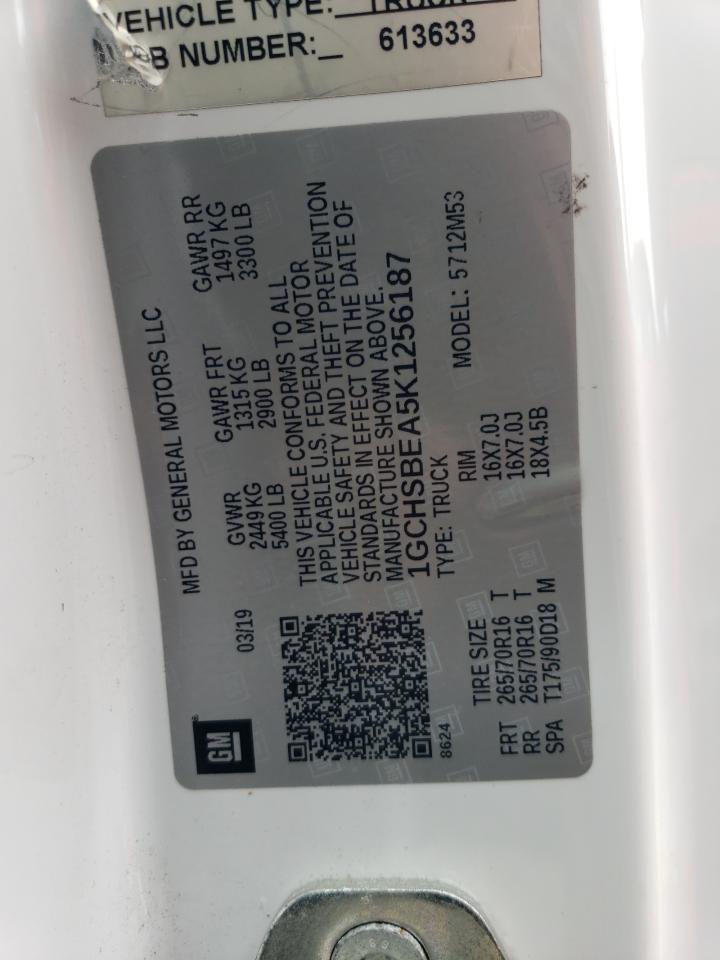 VEHICLE TYPE: TRUCK
B NUMBER: 613633
MFD BY GENERAL MOTORS LLC
03/19
GVWR GAWR FRT GAWR RR
2449 KG 1315 KG 1497 KG
5400 LB 2900 LB 3300 LB
THIS VEHICLE CONFORMS TO ALL
APPLICABLE U.S. FEDERAL MOTOR
VEHICLE SAFETY AND THEFT PREVENTION
STANDARDS IN EFFECT ON THE DATE OF
MANUFACTURE SHOWN ABOVE.
1GCHSBEA5K1256187
TYPE: TRUCK MODEL: 5712M53
GM
8624
TIRE SIZE RIM
FRT 265/70R16 T 16X7.0J
RR 265/70R16 T 16X7.0J
SPA T175/90D18 M 18X4.5B